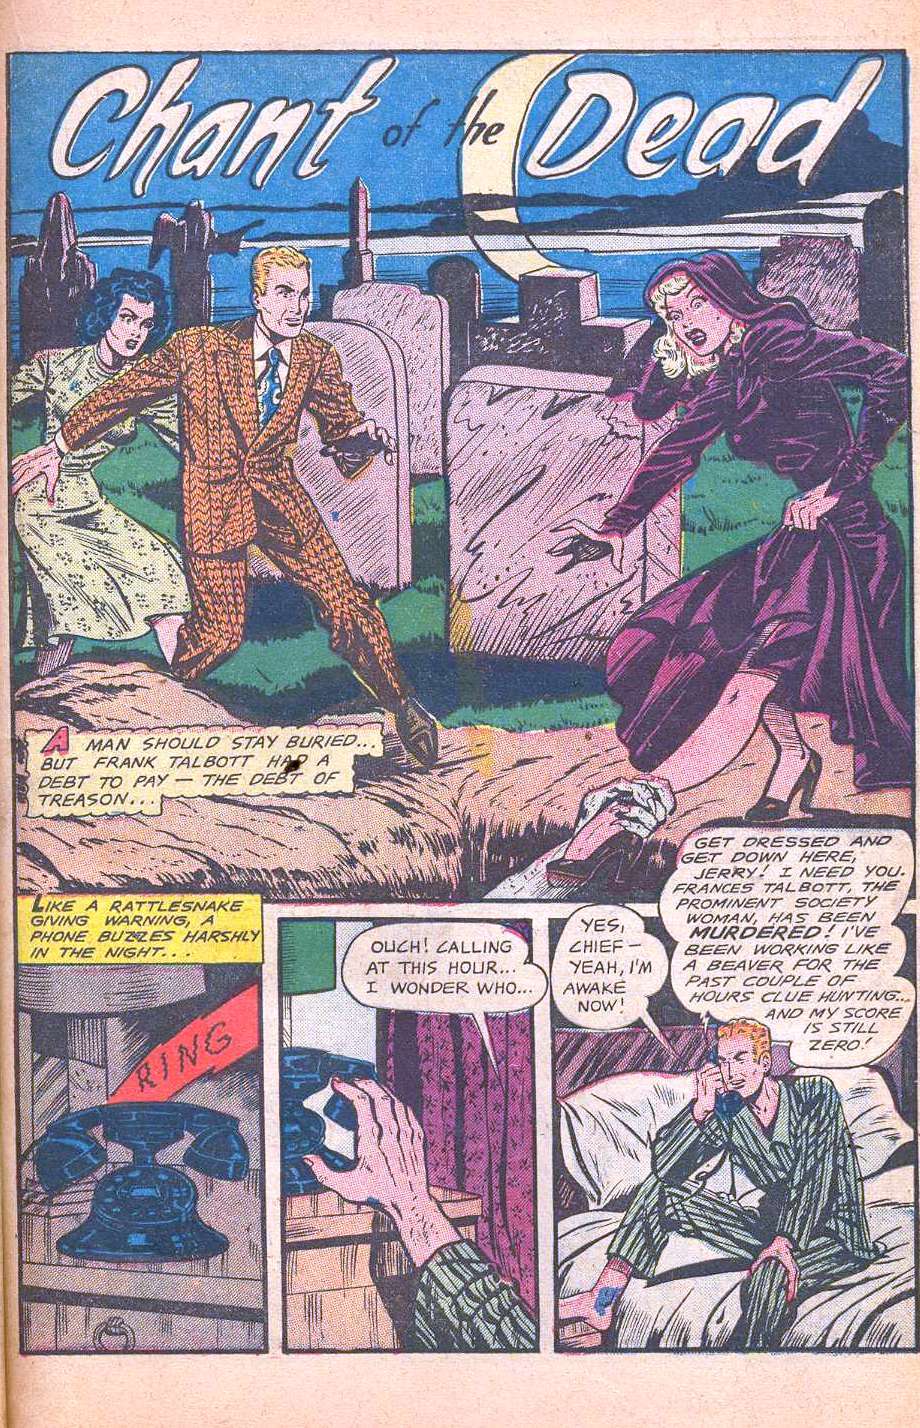 Chant of the Dead
A MAN SHOULD STAY BURIED...
BUT FRANK TALBOTT HAD A
DEBT TO PAY — THE DEBT OF
TREASON...
LIKE A RATTLESNAKE
GIVING WARNING, A
PHONE BUZZES HARSHLY
IN THE NIGHT...
RING
OUCH! CALLING
AT THIS HOUR...
I WONDER WHO...
YES,
CHIEF—
YEAH, I'M
AWAKE
NOW!
GET DRESSED AND
GET DOWN HERE,
JERRY! I NEED YOU.
FRANCES TALBOTT, THE
PROMINENT SOCIETY
WOMAN, HAS BEEN
MURDERED! I'VE
BEEN WORKING LIKE
A BEAVER FOR THE
PAST COUPLE OF
HOURS CLUE HUNTING...
AND MY SCORE
IS STILL
ZERO!